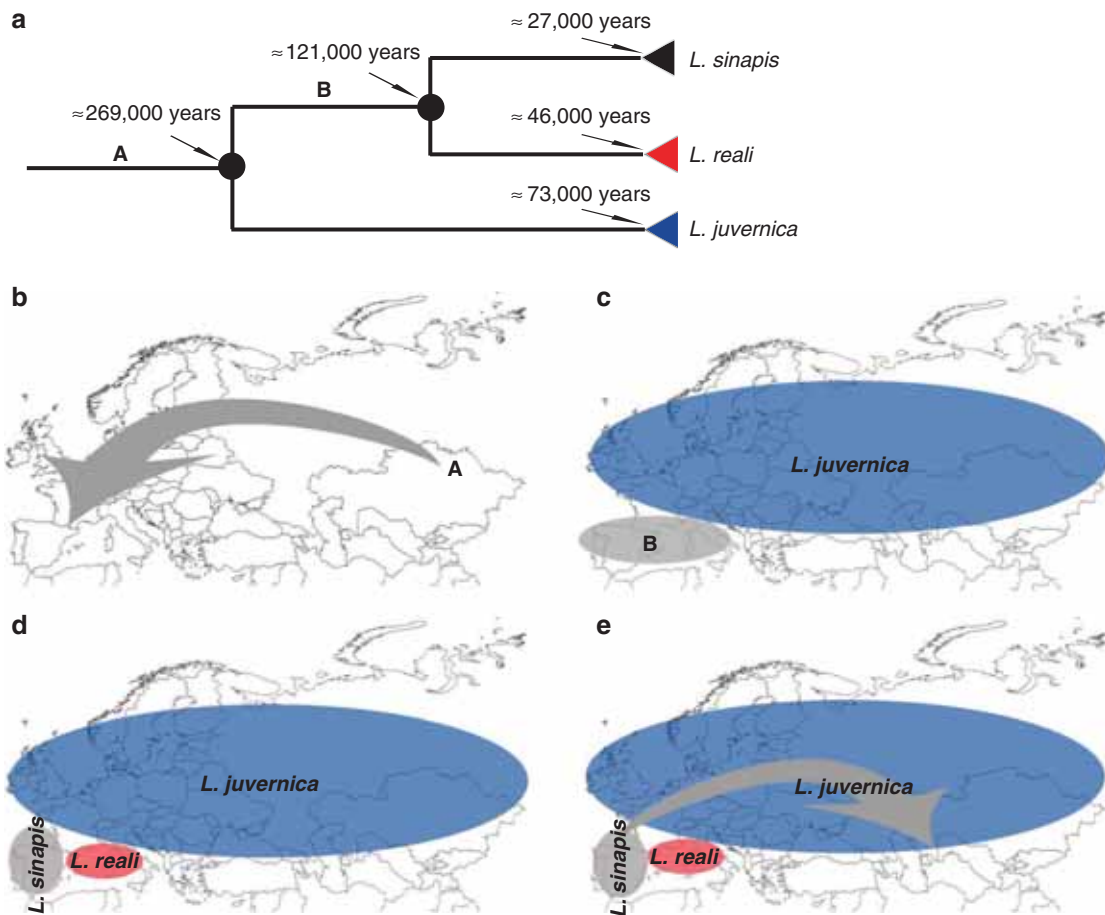 a
≈27,000 years
L. sinapis
≈121,000 years
B
≈269,000 years
≈46,000 years
A
L. reali
≈73,000 years
L. juvernica
b
A
c
L. juvernica
B
d
L. juvernica
L. sinapis
L. reali
e
L. juvernica
L. sinapis
L. reali